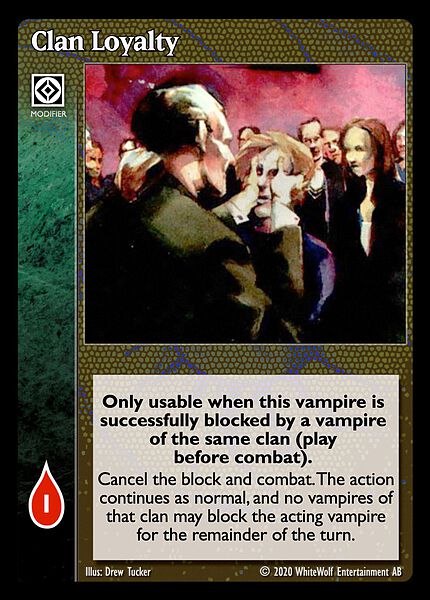 Clan Loyalty
MODIFIER
Only usable when this vampire is
successfully blocked by a vampire
of the same clan (play
before combat).
Cancel the block and combat. The action
continues as normal, and no vampires of
that clan may block the acting vampire
for the remainder of the turn.
1
Illus: Drew Tucker
© 2020 WhiteWolf Entertainment AB